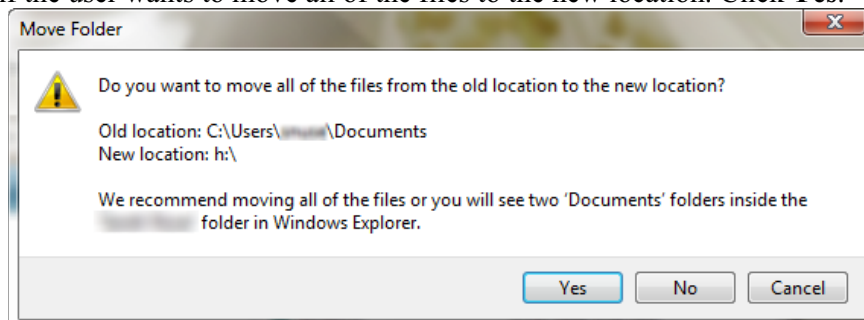 if the user wants to move all of the files to the new location. Click Yes.
Move Folder
Do you want to move all of the files from the old location to the new location?
Old location: C:\Users\ \Documents
New location: h:\
We recommend moving all of the files or you will see two 'Documents' folders inside the
folder in Windows Explorer.
Yes No Cancel